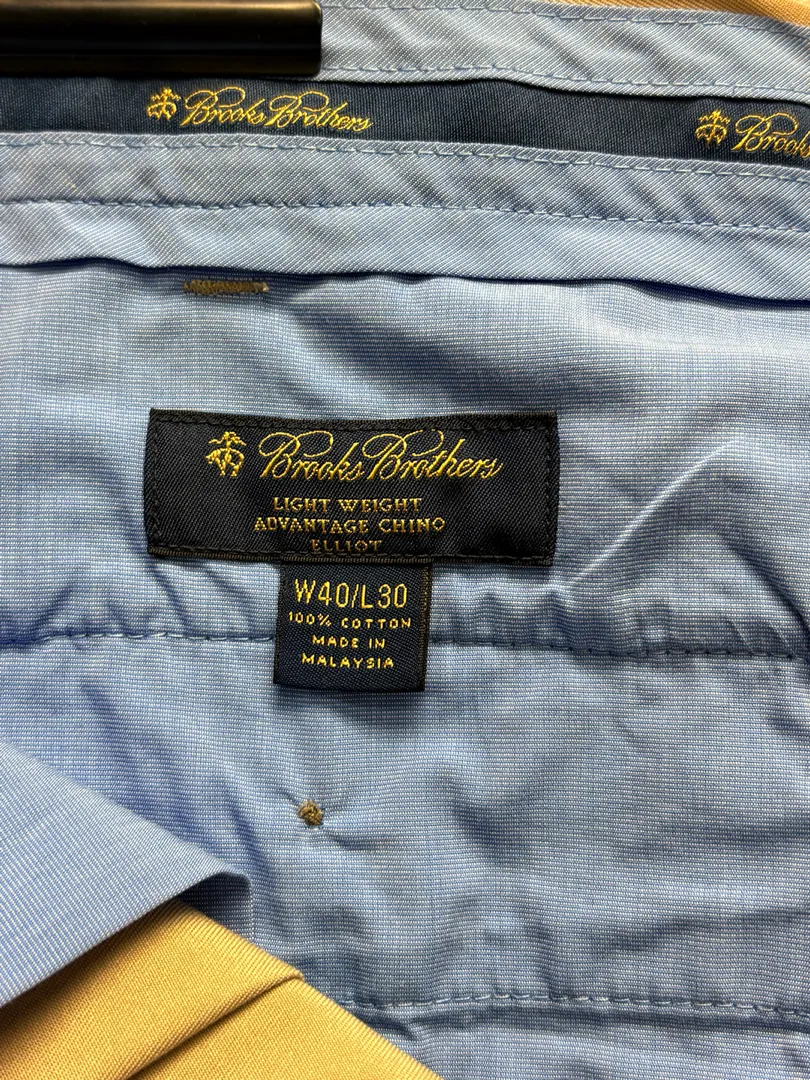 Brooks Brothers
Brooks
Brooks Brothers
LIGHT WEIGHT
ADVANTAGE CHINO
ELLIOT
W40/L30
100% COTTON
MADE IN
MALAYSIA